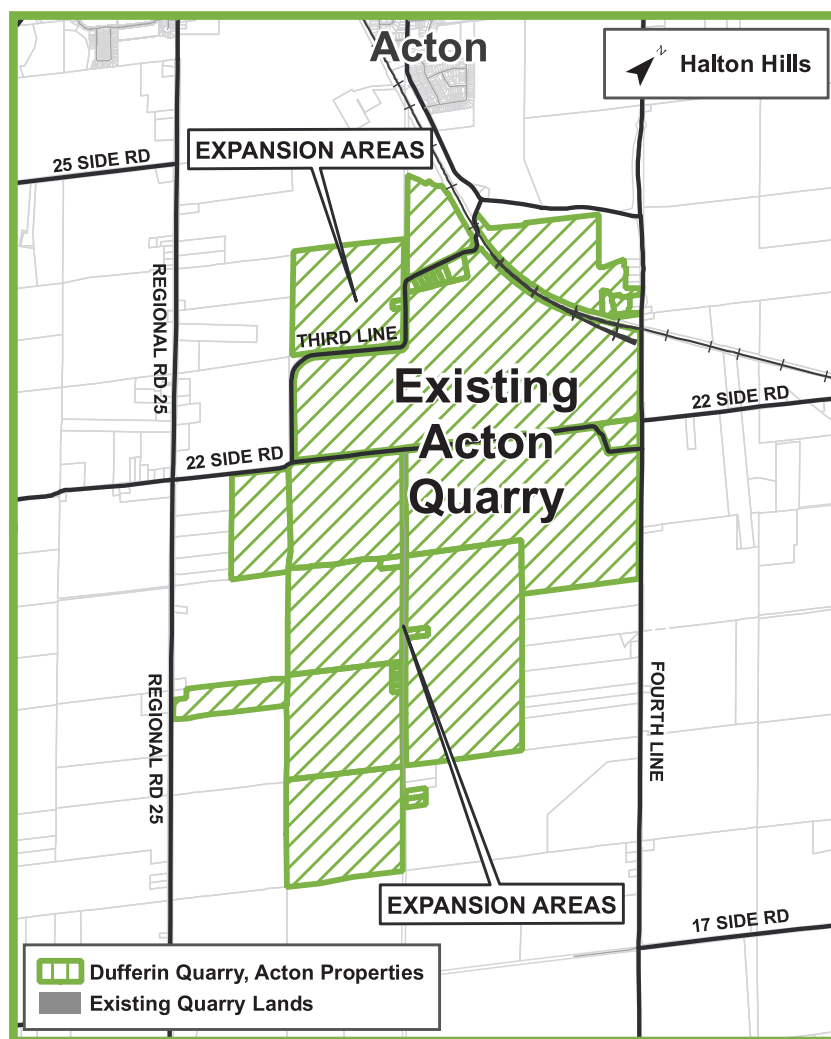 Acton
N
Halton Hills
25 SIDE RD
EXPANSION AREAS
REGIONAL RD 25
THIRD LINE
Existing
Acton
Quarry
22 SIDE RD
22 SIDE RD
REGIONAL RD 25
FOURTH LINE
EXPANSION AREAS
17 SIDE RD
Dufferin Quarry, Acton Properties
Existing Quarry Lands